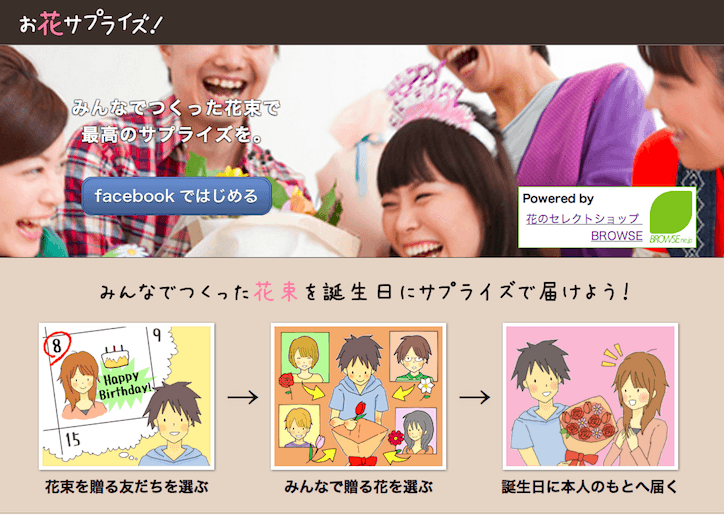 お花サプライズ!
みんなでつくった花束で
最高のサプライズを。
facebook ではじめる
Powered by
花のセレクトショップ
BROWSE
BROWSE.ne.jp
みんなでつくった花束を誕生日にサプライズで届けよう!
8
9
Happy
Birthday!
15
花束を贈る友だちを選ぶ
みんなで贈る花を選ぶ
誕生日に本人のもとへ届く